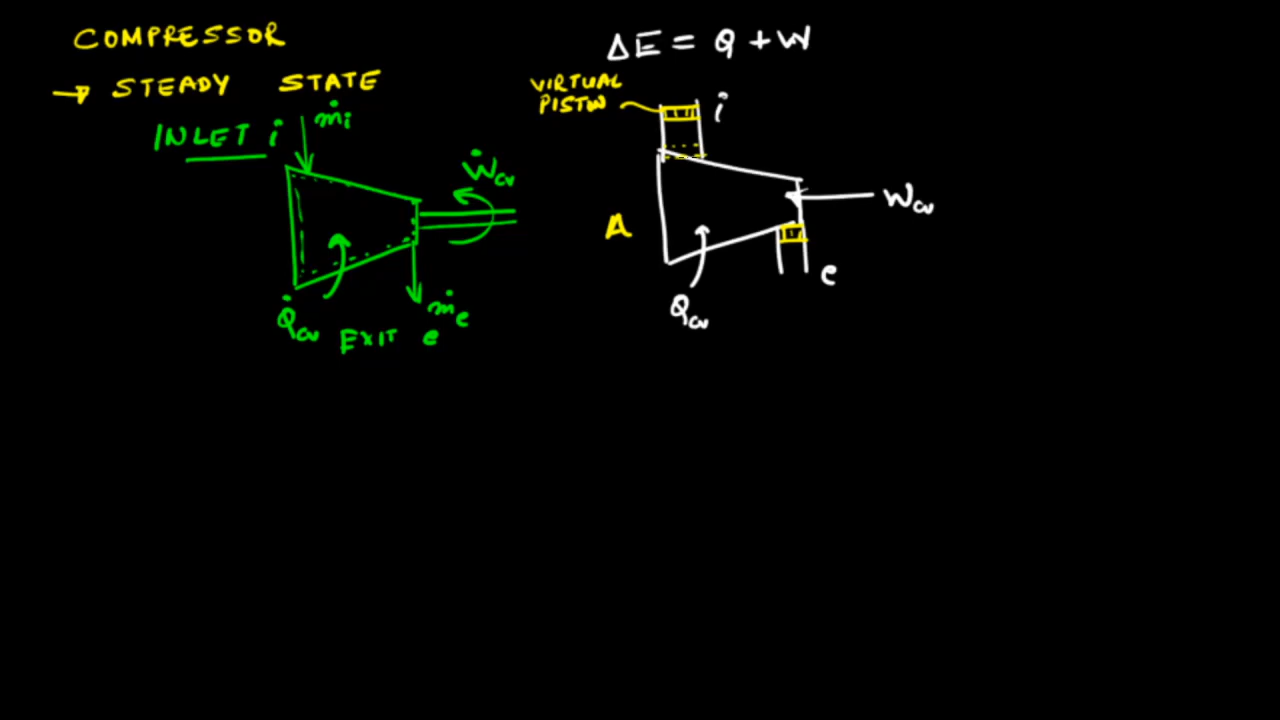 COMPRESSOR
→ STEADY STATE
INLET i
ṁi
Ẇcv
Q̇cv
EXIT e
ṁe
ΔE = Q + W
VIRTUAL
PISTON
i
A
Wcv
Qcv
e